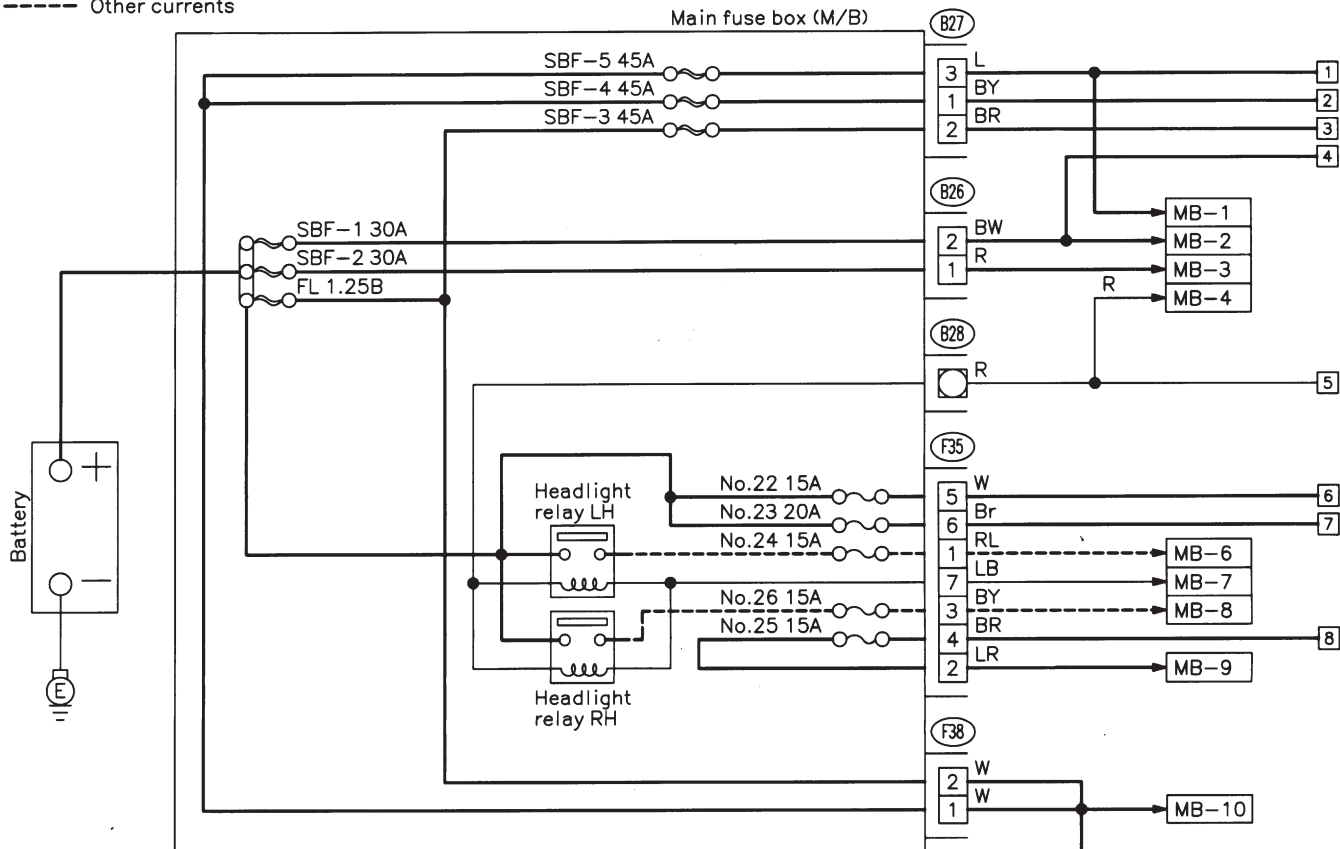 Other currents
Main fuse box (M/B)
B27
SBF-5 45A
3
L
1
SBF-4 45A
1
BY
2
SBF-3 45A
2
BR
3
4
B26
MB-1
SBF-1 30A
2
BW
MB-2
SBF-2 30A
1
R
MB-3
FL 1.25B
R
MB-4
B28
R
5
F35
Battery
+
−
E
Headlight
relay LH
No.22 15A
5
W
6
No.23 20A
6
Br
7
No.24 15A
1
RL
MB-6
7
LB
MB-7
No.26 15A
3
BY
MB-8
No.25 15A
4
BR
8
2
LR
MB-9
Headlight
relay RH
F38
2
W
1
W
MB-10